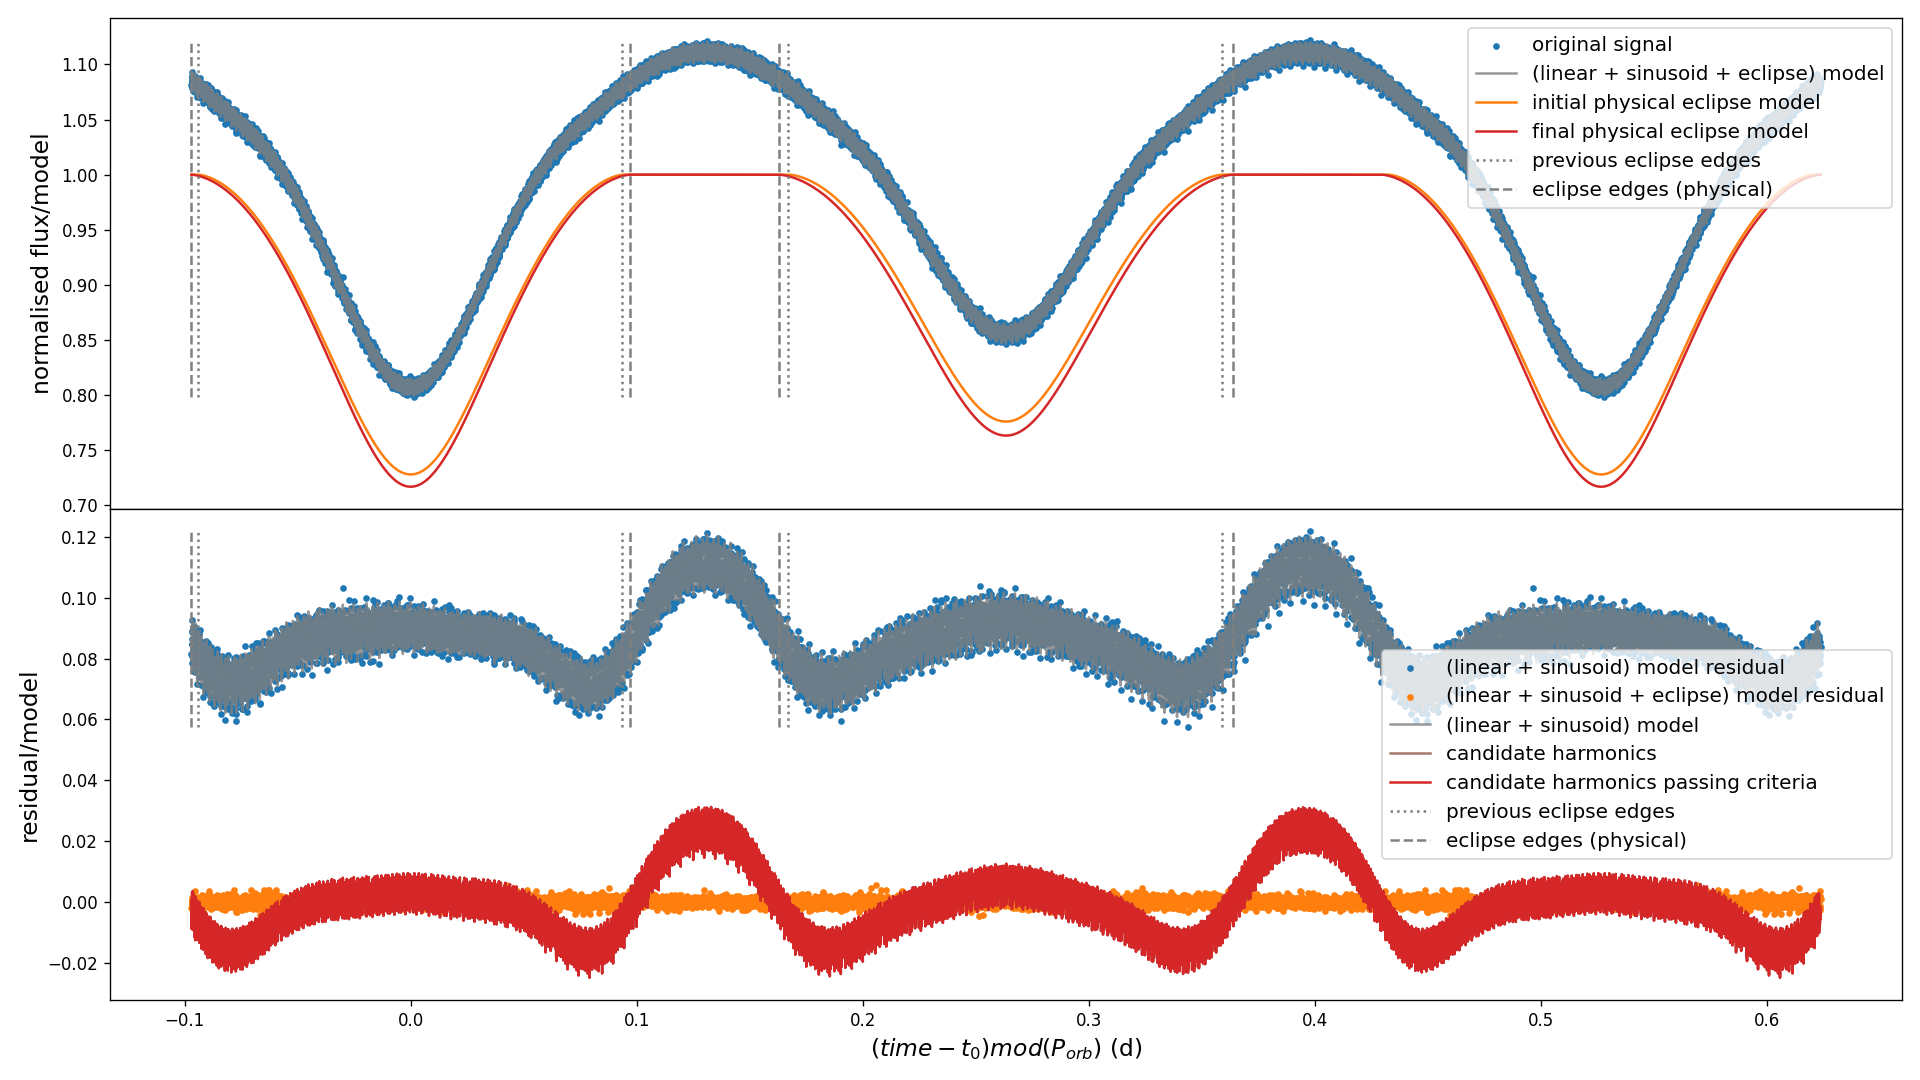 normalised flux/model
1.10
1.05
1.00
0.95
0.90
0.85
0.80
0.75
0.70
original signal
(linear + sinusoid + eclipse) model
initial physical eclipse model
final physical eclipse model
previous eclipse edges
eclipse edges (physical)
residual/model
0.12
0.10
0.08
0.06
0.04
0.02
0.00
−0.02
(linear + sinusoid) model residual
(linear + sinusoid + eclipse) model residual
(linear + sinusoid) model
candidate harmonics
candidate harmonics passing criteria
previous eclipse edges
eclipse edges (physical)
−0.1 0.0 0.1 0.2 0.3 0.4 0.5 0.6
(time − t₀)mod(P_orb) (d)